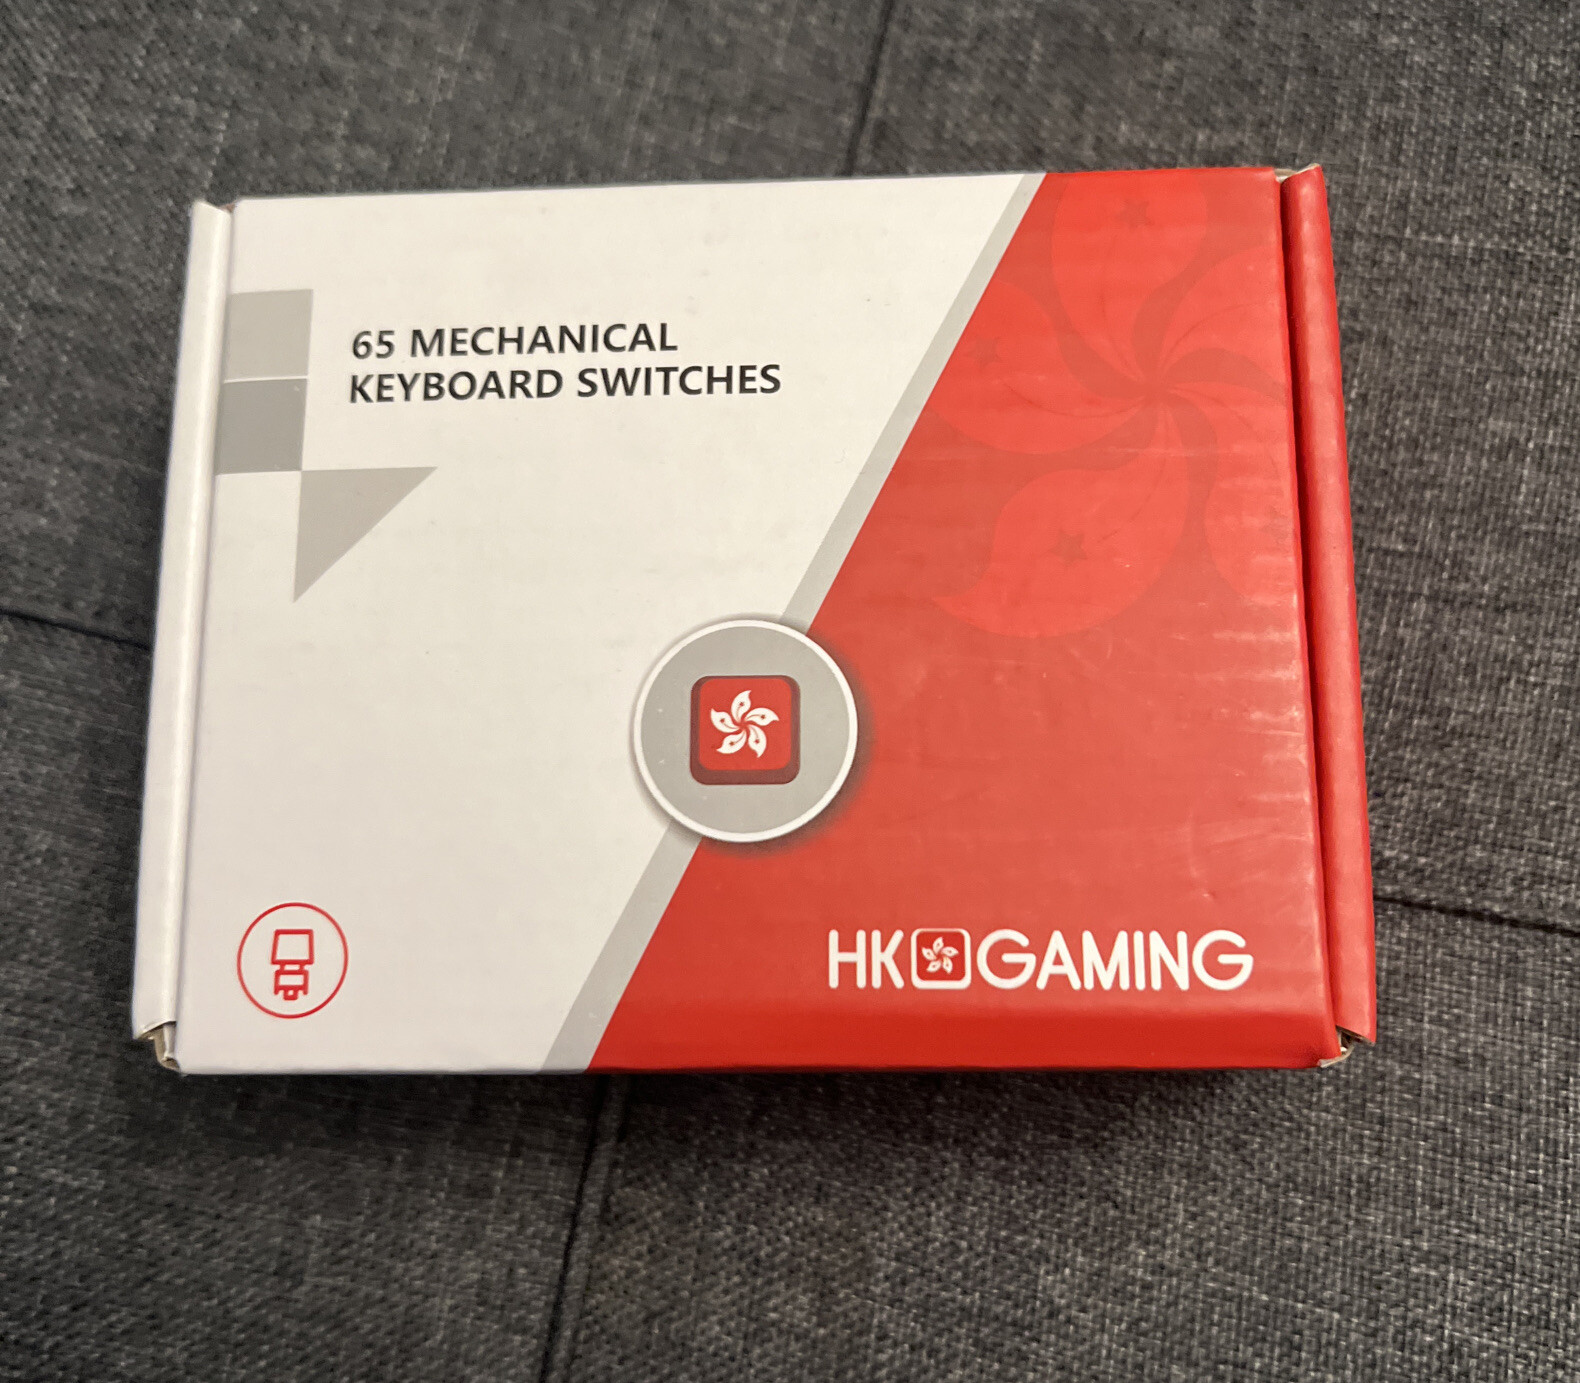 65 MECHANICAL
KEYBOARD SWITCHES
HK GAMING